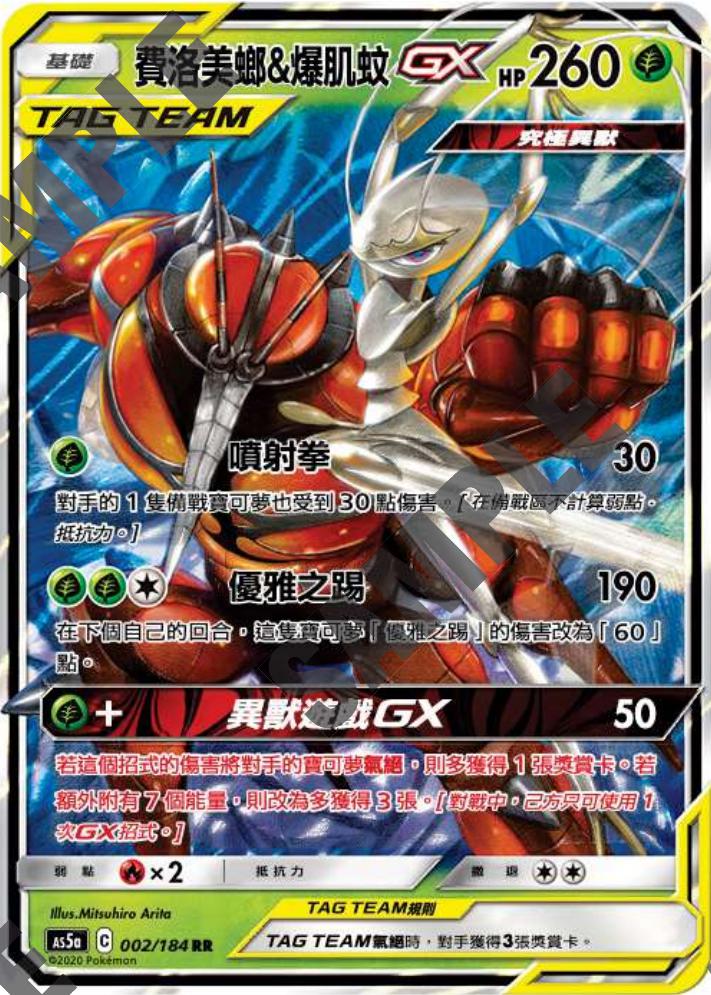 基礎 費洛美螂&爆肌蚊 GX HP 260
TAG TEAM
究極異獸
噴射拳 30
對手的 1 隻備戰寶可夢也受到 30 點傷害。[在備戰區不計算弱點、
抵抗力。]
優雅之踢 190
在下個自己的回合,這隻寶可夢「優雅之踢」的傷害改為「60」
點。
+ 異獸遊戲GX 50
若這個招式的傷害將對手的寶可夢氣絕,則多獲得 1 張獎賞卡。若
額外附有 7 個能量,則改為多獲得 3 張。[對戰中,己方只可使用 1
次GX招式。]
弱點 ×2 抵抗力 撤退
Illus.Mitsuhiro Arita
TAG TEAM規則
AS5a C 002/184 RR
TAG TEAM氣絕時,對手獲得3張獎賞卡。
©2020 Pokémon
SAMPLE